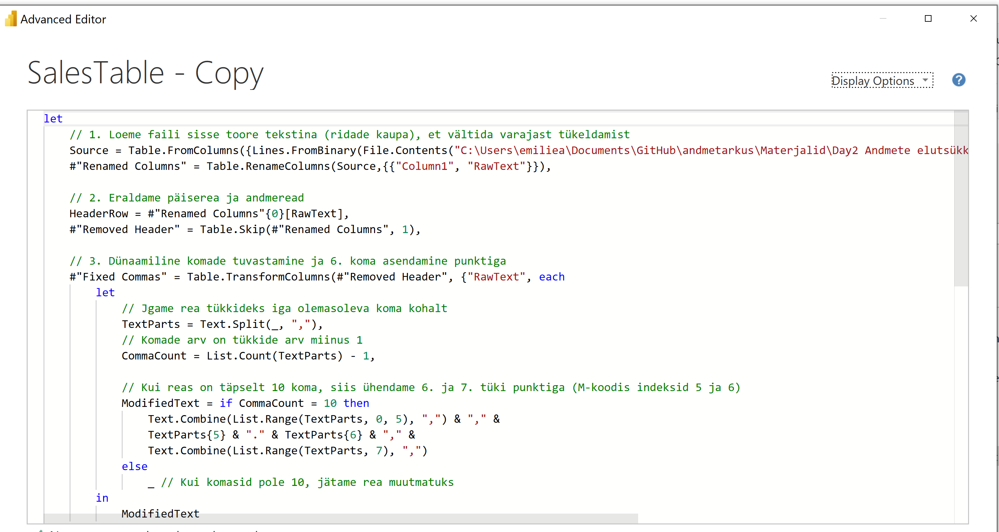 Advanced Editor
SalesTable - Copy
Display Options
?
let
// 1. Loeme faili sisse toore tekstina (ridade kaupa), et vältida varajast tükeldamist
Source = Table.FromColumns({Lines.FromBinary(File.Contents("C:\Users\emiliea\Documents\GitHub\andmetarkus\Materjalid\Day2 Andmete elutsükk
#"Renamed Columns" = Table.RenameColumns(Source,{{"Column1", "RawText"}}),
// 2. Eraldame päiserea ja andmeread
HeaderRow = #"Renamed Columns"{0}[RawText],
#"Removed Header" = Table.Skip(#"Renamed Columns", 1),
// 3. Dünaamiline komade tuvastamine ja 6. koma asendamine punktiga
#"Fixed Commas" = Table.TransformColumns(#"Removed Header", {"RawText", each
let
// Jgame rea tükkideks iga olemasoleva koma kohalt
TextParts = Text.Split(_, ","),
// Komade arv on tükkide arv miinus 1
CommaCount = List.Count(TextParts) - 1,
// Kui reas on täpselt 10 koma, siis ühendame 6. ja 7. tüki punktiga (M-koodis indeksid 5 ja 6)
ModifiedText = if CommaCount = 10 then
Text.Combine(List.Range(TextParts, 0, 5), ",") & "," &
TextParts{5} & "." & TextParts{6} & "," &
Text.Combine(List.Range(TextParts, 7), ",")
else
_ // Kui komasid pole 10, jätame rea muutmatuks
in
ModifiedText